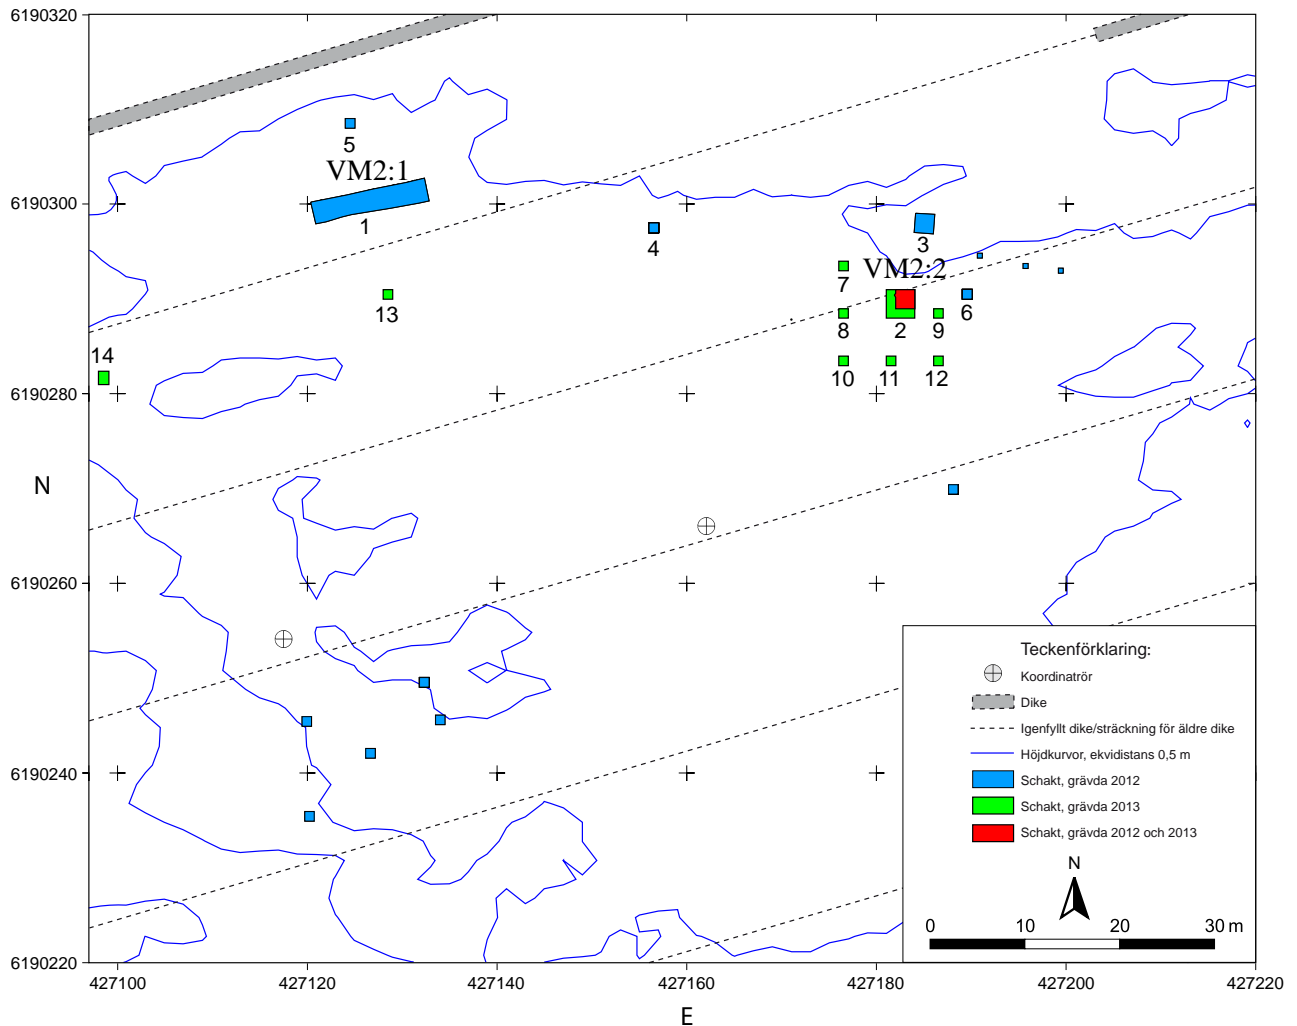 6190320
5
VM2:1
6190300
1
4
3
VM2:2
7
13
2
6
8
9
14
10
11
12
6190280
N
6190260
6190240
6190220
Teckenförklaring:
Koordinatrör
Dike
Igenfyllt dike/sträckning för äldre dike
Höjdkurvor, ekvidistans 0,5 m
Schakt, grävda 2012
Schakt, grävda 2013
Schakt, grävda 2012 och 2013
N
0 10 20 30 m
427100 427120 427140 427160 427180 427200 427220
E